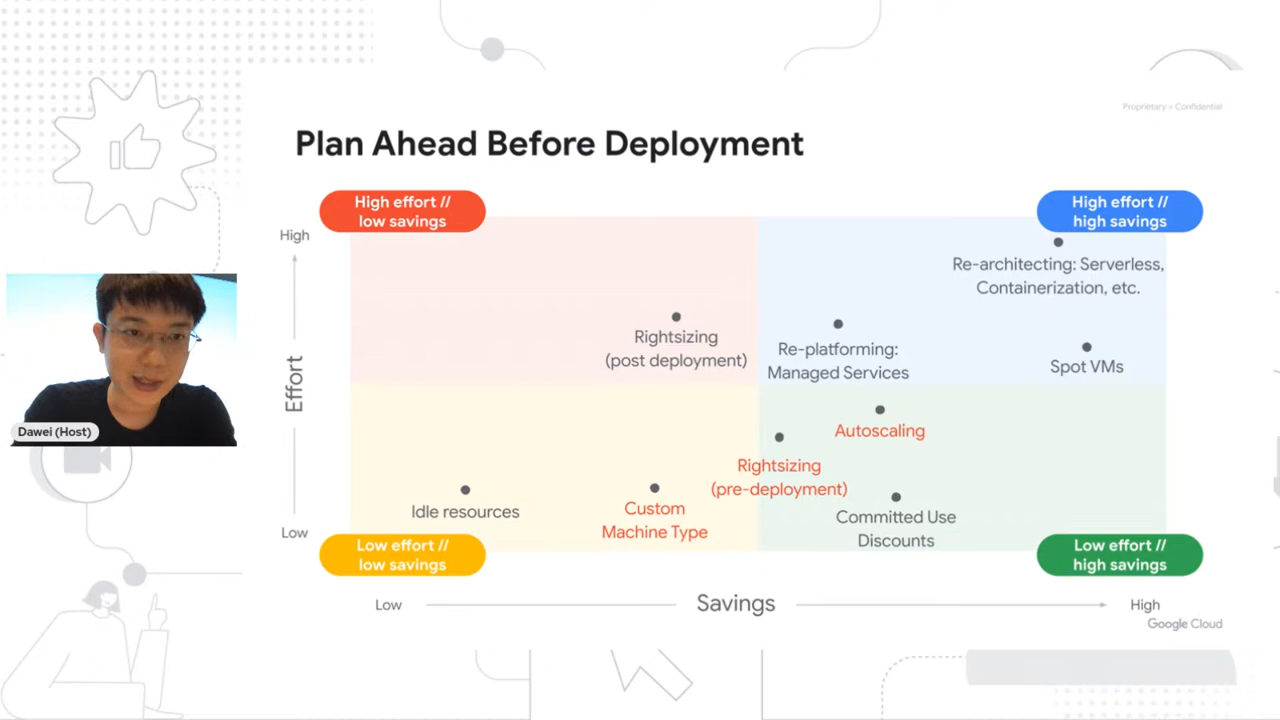 Proprietary + Confidential
Plan Ahead Before Deployment
High effort //
low savings
High effort //
high savings
High
Re-architecting: Serverless,
Containerization, etc.
Rightsizing
(post deployment)
Re-platforming:
Managed Services
Spot VMs
Effort
Dawei (Host)
Autoscaling
Rightsizing
(pre-deployment)
Idle resources
Custom
Machine Type
Committed Use
Discounts
Low
Low effort //
low savings
Low effort //
high savings
Low
Savings
High
Google Cloud